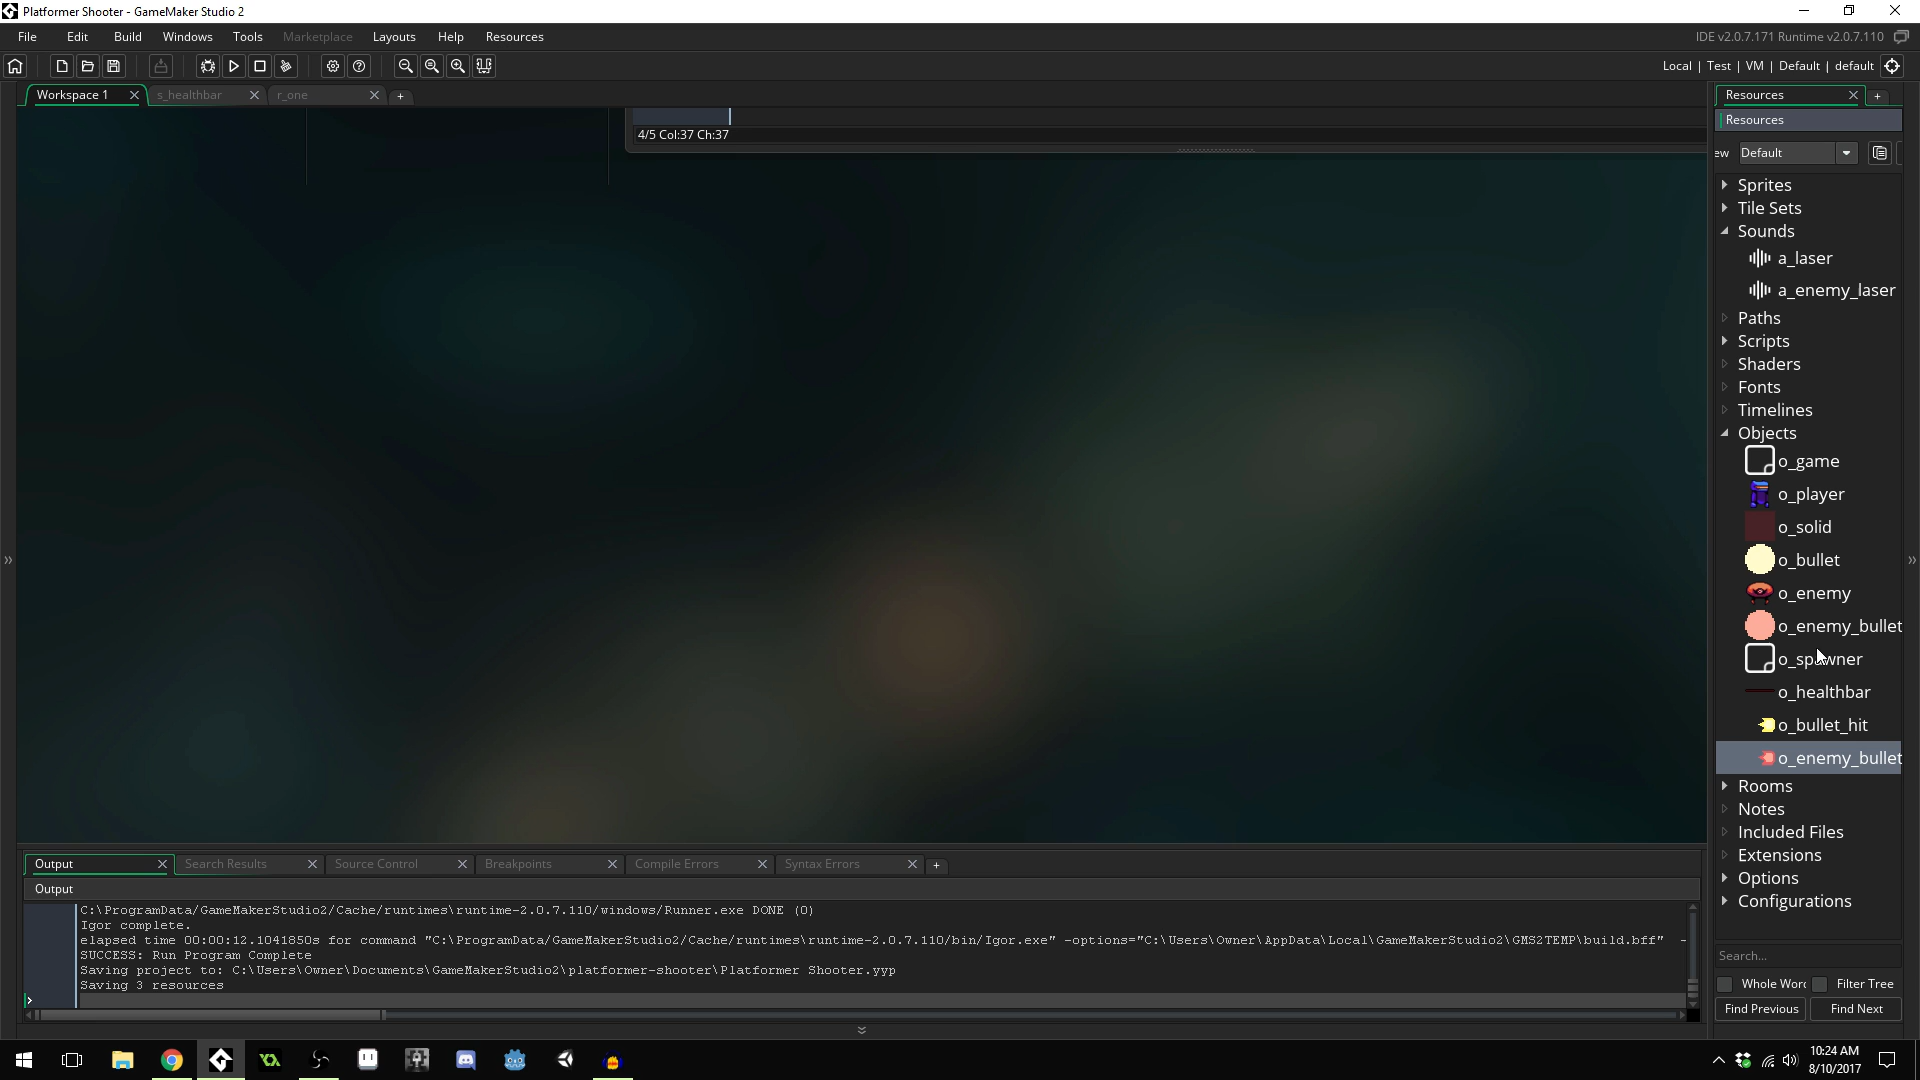 Platformer Shooter - GameMaker Studio 2
File Edit Build Windows Tools Marketplace Layouts Help Resources
IDE v2.0.7.171 Runtime v2.0.7.110
Local | Test | VM | Default | default
Workspace 1 s_healthbar r_one
4/5 Col:37 Ch:37
Resources
Resources
ew Default
Sprites
Tile Sets
Sounds
a_laser
a_enemy_laser
Paths
Scripts
Shaders
Fonts
Timelines
Objects
o_game
o_player
o_solid
o_bullet
o_enemy
o_enemy_bullet
o_spawner
o_healthbar
o_bullet_hit
o_enemy_bullet
Rooms
Notes
Included Files
Extensions
Options
Configurations
Search...
Whole Word Filter Tree
Find Previous Find Next
Output Search Results Source Control Breakpoints Compile Errors Syntax Errors
Output
C:\ProgramData/GameMakerStudio2/Cache/runtimes\runtime-2.0.7.110/windows/Runner.exe DONE (0)
Igor complete.
elapsed time 00:00:12.1041850s for command "C:\ProgramData/GameMakerStudio2/Cache/runtimes\runtime-2.0.7.110/bin/Igor.exe" -options="C:\Users\Owner\AppData\Local\GameMakerStudio2\GMS2TEMP\build.bff" -
SUCCESS: Run Program Complete
Saving project to: C:\Users\Owner\Documents\GameMakerStudio2\platformer-shooter\Platformer Shooter.yyp
Saving 3 resources
10:24 AM
8/10/2017